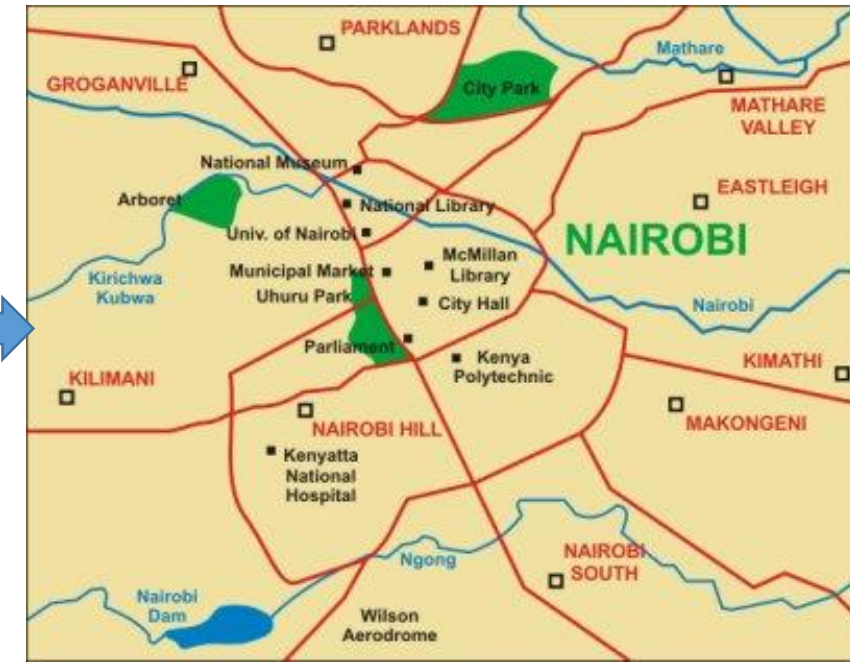 PARKLANDS
Mathare
GROGANVILLE
City Park
MATHARE
VALLEY
National Museum
EASTLEIGH
Arboret
National Library
Univ. of Nairobi
NAIROBI
McMillan
Library
Municipal Market
Kirichwa
Kubwa
Uhuru Park
City Hall
Nairobi
Parliament
Kenya
Polytechnic
KIMATHI
KILIMANI
MAKONGENI
NAIROBI HILL
Kenyatta
National
Hospital
Ngong
NAIROBI
SOUTH
Nairobi
Dam
Wilson
Aerodrome